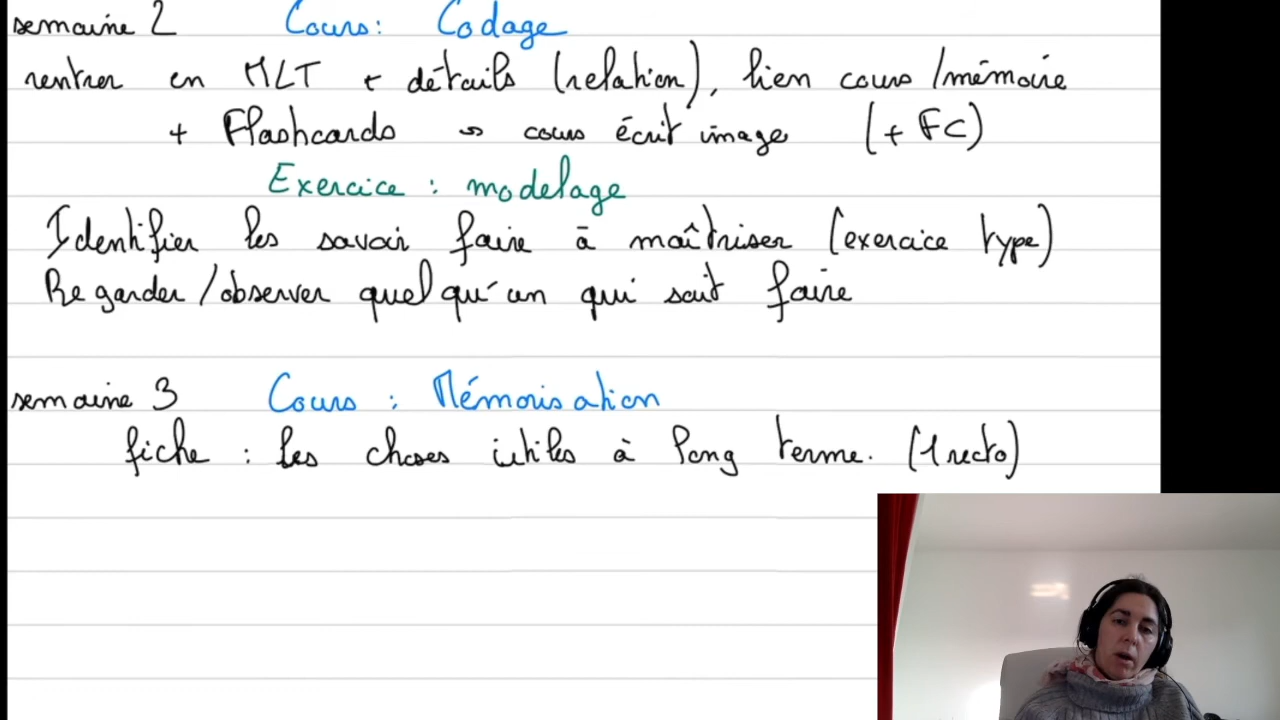 semaine 2 Cours : Codage
rentrer en MLT + détails (relation), lien cours /mémoire
+ Flashcards ⇝ cours écrit image (+ FC)
Exercice : modelage
Identifier les savoir faire à maîtriser (exercice type)
Regarder/observer quelqu'un qui sait faire
semaine 3 Cours : Mémorisation
fiche : les choses utiles à long terme. (1 recto)